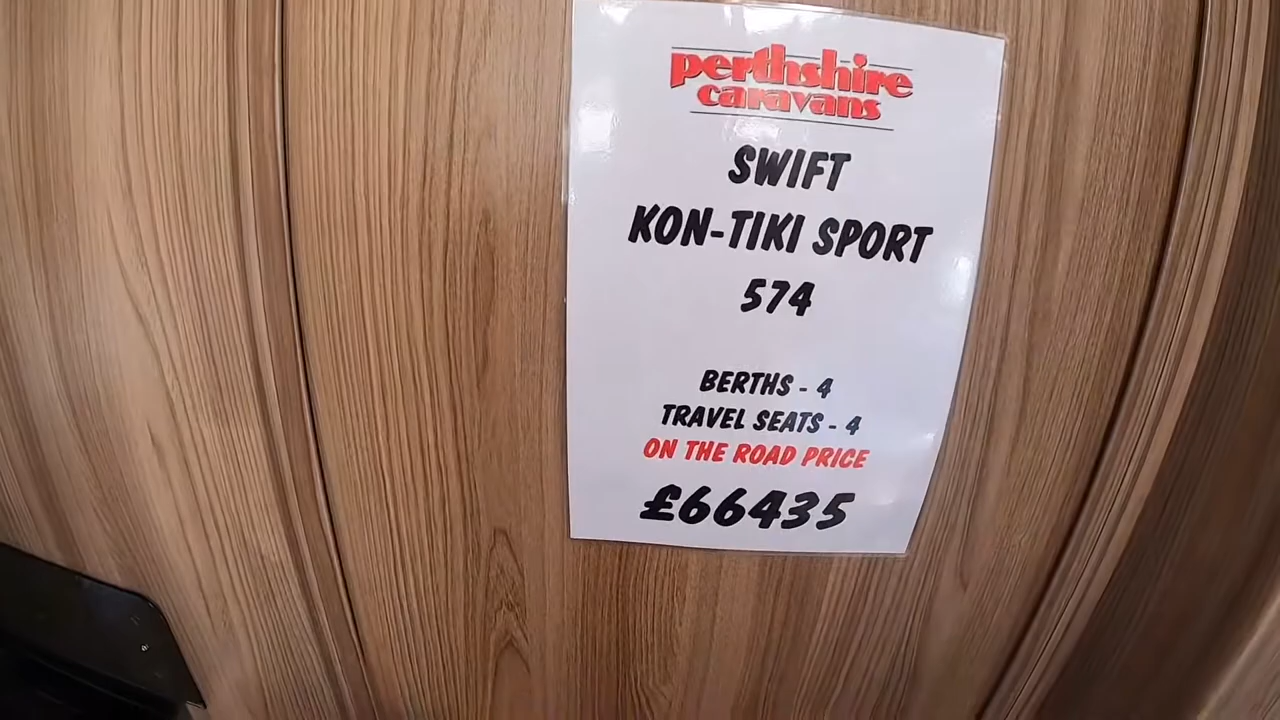 perthshire
caravans
SWIFT
KON-TIKI SPORT
574
BERTHS - 4
TRAVEL SEATS - 4
ON THE ROAD PRICE
£66435